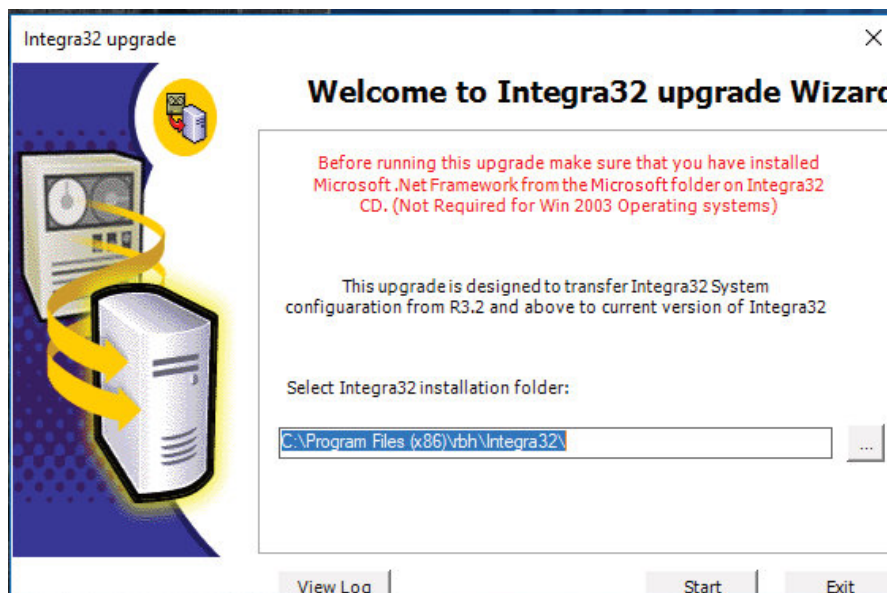 Integra32 upgrade
Welcome to Integra32 upgrade Wizard
Before running this upgrade make sure that you have installed
Microsoft .Net Framework from the Microsoft folder on Integra32
CD. (Not Required for Win 2003 Operating systems)
This upgrade is designed to transfer Integra32 System
configuaration from R3.2 and above to current version of Integra32
Select Integra32 installation folder:
C:\Program Files (x86)\rbh\Integra32\
...
View Log
Start
Exit